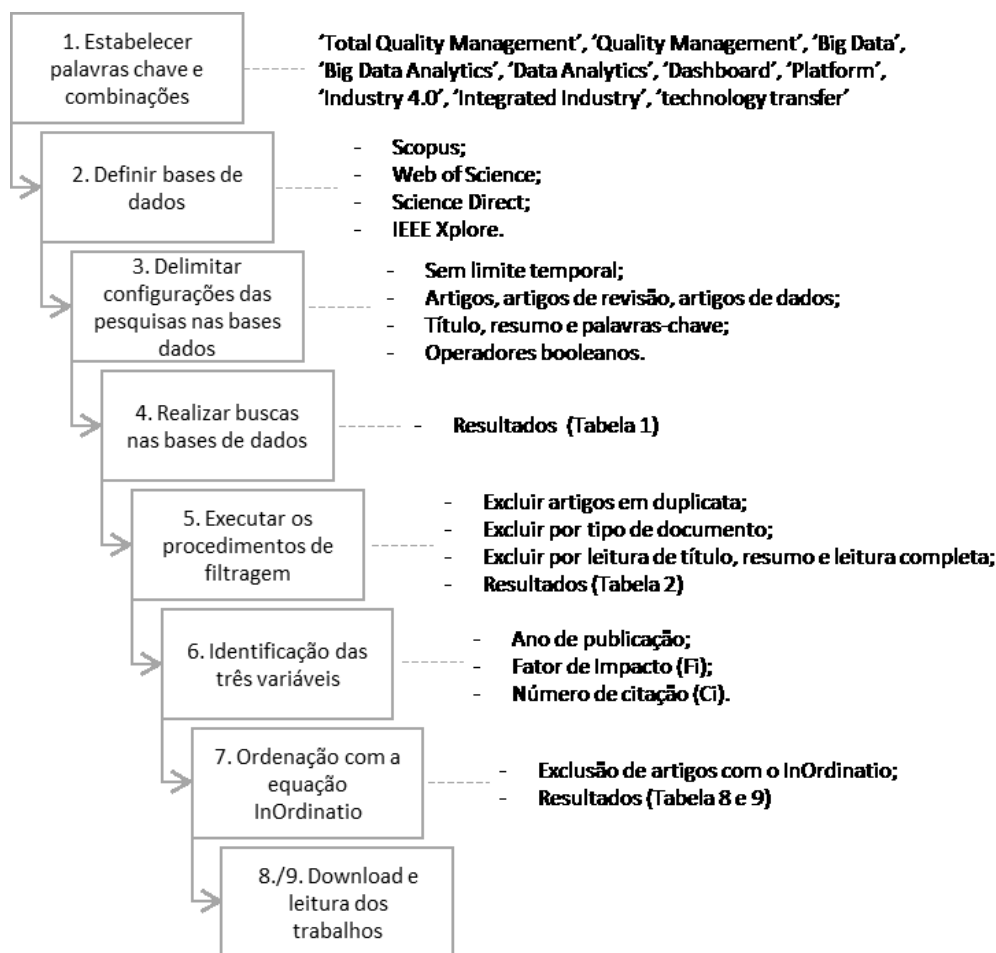 1. Estabelecer
palavras chave e
combinações
‘Total Quality Management’, ‘Quality Management’, ‘Big Data’,
‘Big Data Analytics’, ‘Data Analytics’, ‘Dashboard’, ‘Platform’,
‘Industry 4.0’, ‘Integrated Industry’, ‘technology transfer’
2. Definir bases de
dados
- Scopus;
- Web of Science;
- Science Direct;
- IEEE Xplore.
3. Delimitar
configurações das
pesquisas nas bases
dados
- Sem limite temporal;
- Artigos, artigos de revisão, artigos de dados;
- Título, resumo e palavras-chave;
- Operadores booleanos.
4. Realizar buscas
nas bases de dados
- Resultados (Tabela 1)
5. Executar os
procedimentos de
filtragem
- Excluir artigos em duplicata;
- Excluir por tipo de documento;
- Excluir por leitura de título, resumo e leitura completa;
- Resultados (Tabela 2)
6. Identificação das
três variáveis
- Ano de publicação;
- Fator de Impacto (Fi);
- Número de citação (Ci).
7. Ordenação com a
equação
InOrdinatio
- Exclusão de artigos com o InOrdinatio;
- Resultados (Tabela 8 e 9)
8./9. Download e
leitura dos
trabalhos